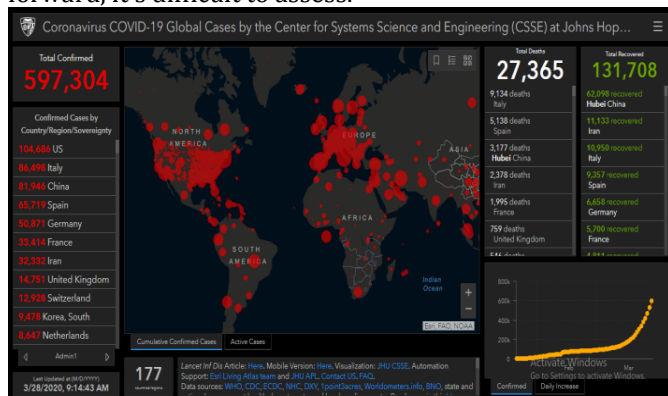 forward, it's difficult to assess.
Coronavirus COVID-19 Global Cases by the Center for Systems Science and Engineering (CSSE) at Johns Hop...
Total Confirmed
597,304
Confirmed Cases by
Country/Region/Sovereignty
104,686 US
86,498 Italy
81,946 China
65,719 Spain
50,871 Germany
33,414 France
32,332 Iran
14,751 United Kingdom
12,928 Switzerland
9,478 Korea, South
8,647 Netherlands
Admin1
Last Updated at (M/D/YYYY)
3/28/2020, 9:14:43 AM
NORTH
AMERICA
EUROPE
ASIA
AFRICA
SOUTH
AMERICA
Indian
Ocean
+
−
Esri, FAO, NOAA
Cumulative Confirmed Cases
Active Cases
177
countries/regions
Lancet Inf Dis Article: Here. Mobile Version: Here. Visualization: JHU CSSE. Automation
Support: Esri Living Atlas team and JHU APL. Contact US. FAQ.
Data sources: WHO, CDC, ECDC, NHC, DXY, 1point3acres, Worldometers.info, BNO, state and
Total Deaths
27,365
9,134 deaths
Italy
5,138 deaths
Spain
3,177 deaths
Hubei China
2,378 deaths
Iran
1,995 deaths
France
759 deaths
United Kingdom
Total Recovered
131,708
62,098 recovered
Hubei China
11,133 recovered
Iran
10,950 recovered
Italy
9,357 recovered
Spain
6,658 recovered
Germany
5,700 recovered
France
800k
600k
400k
200k
0
Feb
Mar
Activate Windows
Go to Settings to activate Windows.
Confirmed
Daily Increase